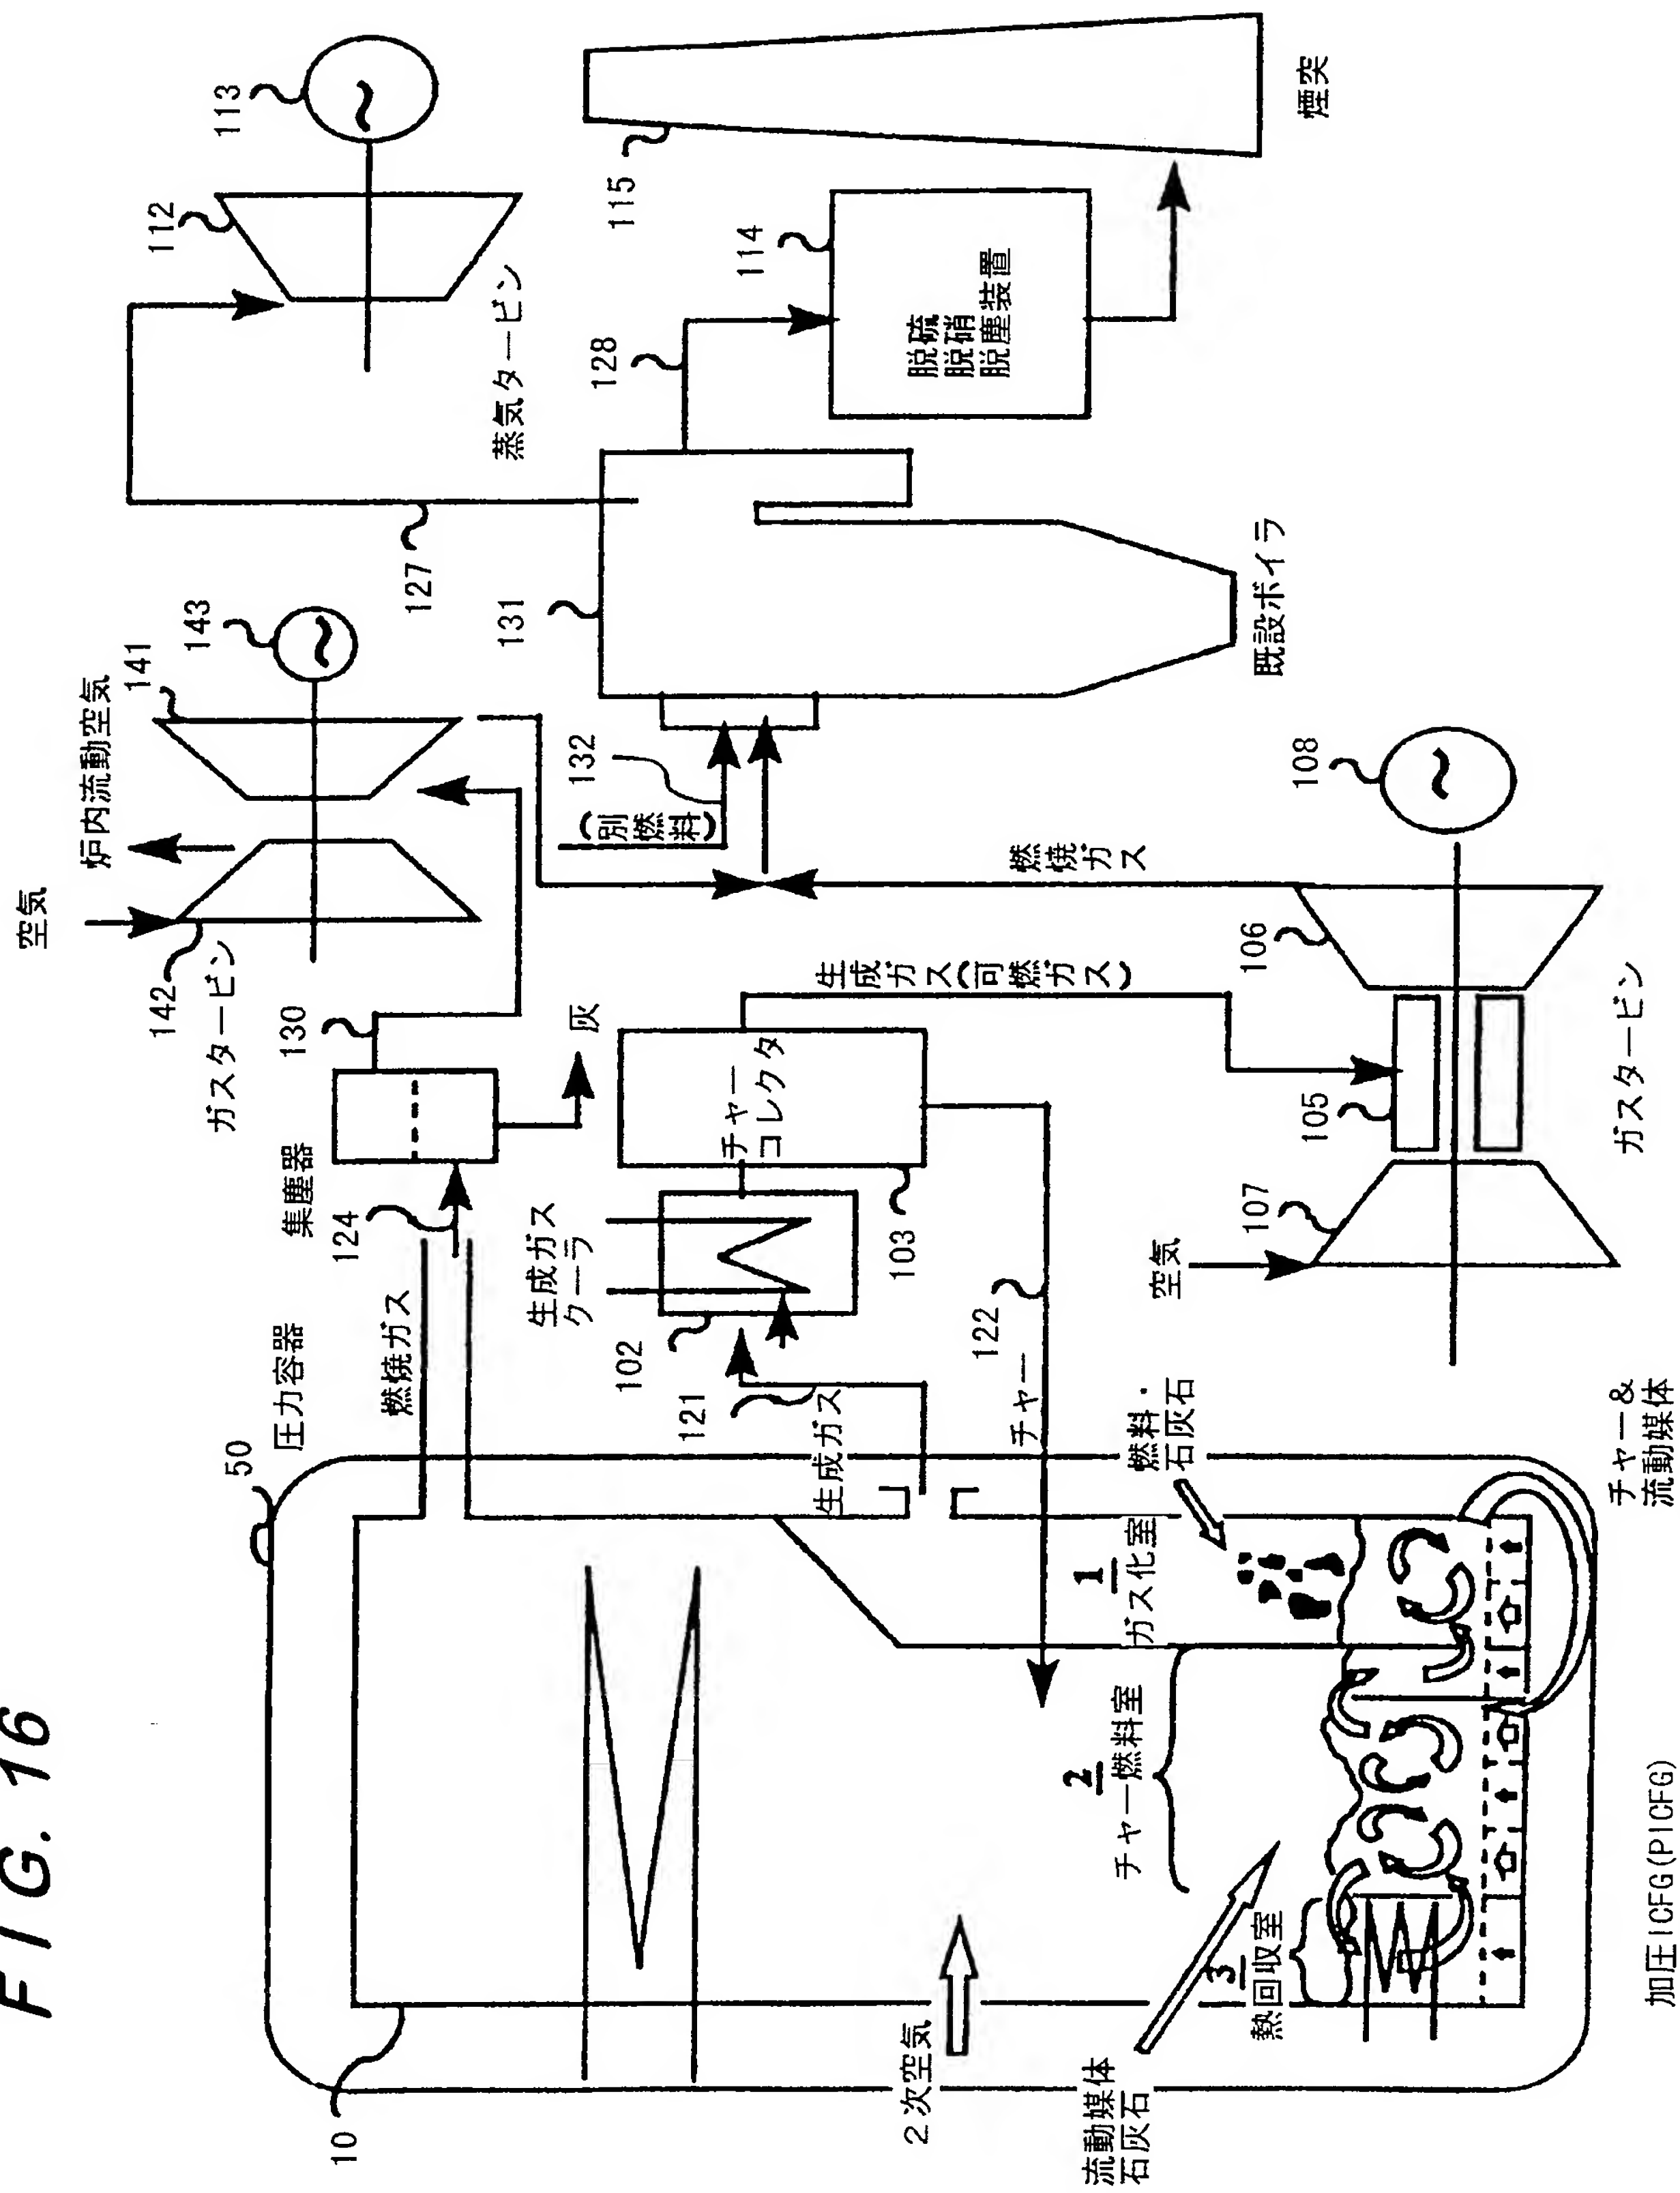 FIG. 16
10
50
圧力容器
燃焼ガス
124
集塵器
130
灰
142
ガスタービン
空気
炉内流動空気
141
143
127
蒸気タービン
112
113
131
既設ボイラ
132
(別燃料)
128
114
脱硫
脱硝
脱塵装置
115
煙突
生成ガス
121
生成ガス
クーラ
102
チャー
コレクタ
103
生成ガス(可燃ガス)
燃焼ガス
チャー
122
空気
107
105
106
108
ガスタービン
2次空気
流動媒体
石灰石
3
熱回収室
2
チャー燃料室
1
ガス化室
燃料・
石灰石
チャー&
流動媒体
加圧ICFG(PICFG)